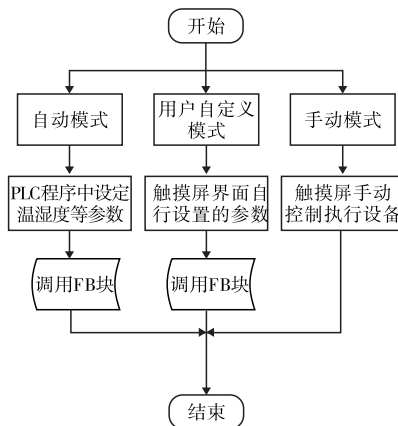 开始
自动模式
用户自定义
模式
手动模式
PLC程序中设定
温湿度等参数
触摸屏界面自
行设置的参数
触摸屏手动
控制执行设备
调用FB块
调用FB块
结束